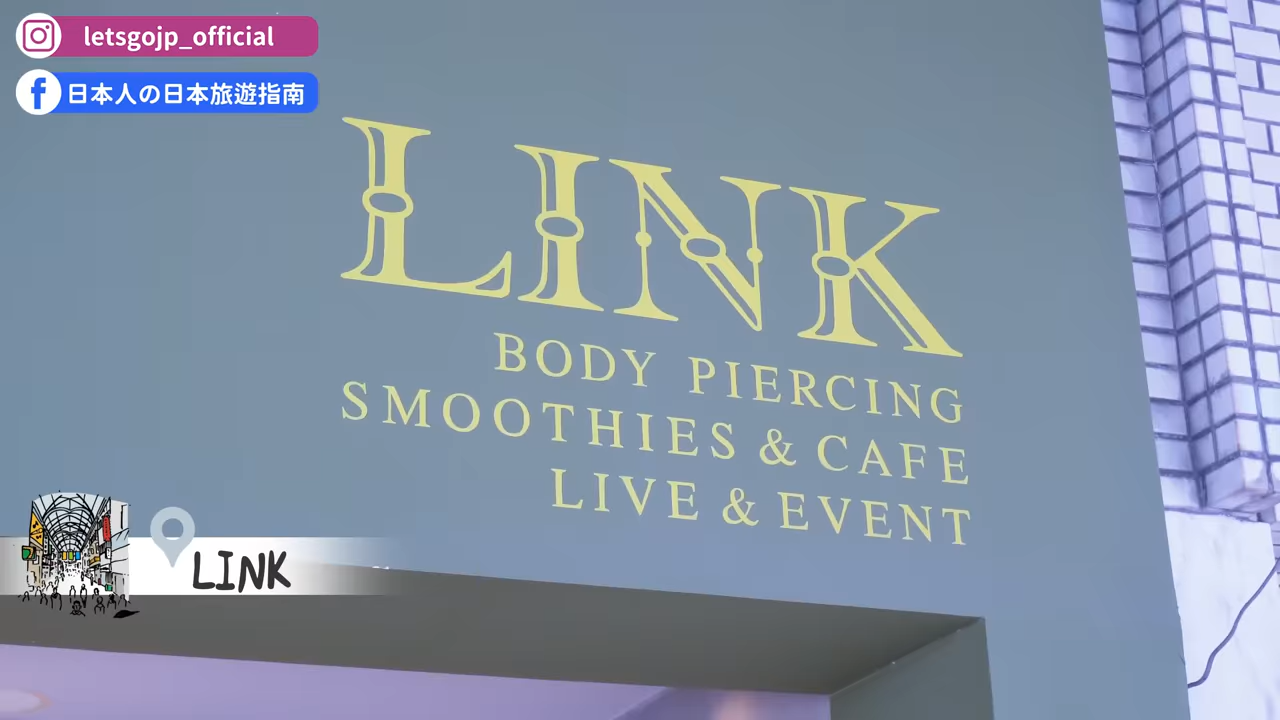 letsgojp_official
日本人の日本旅遊指南
LINK
BODY PIERCING
SMOOTHIES & CAFE
LIVE & EVENT
LINK